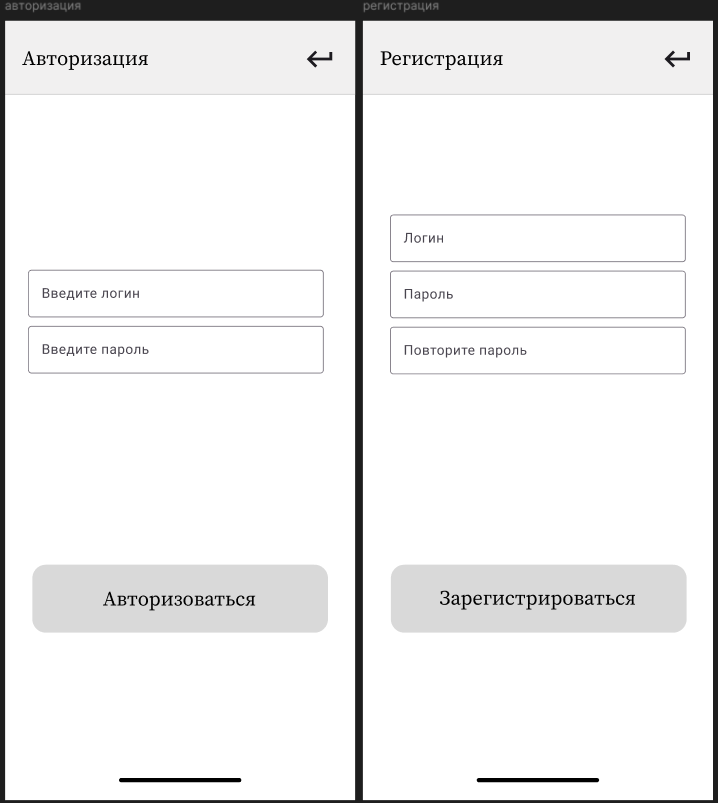 авторизация
Авторизация
Введите логин
Введите пароль
Авторизоваться
регистрация
Регистрация
Логин
Пароль
Повторите пароль
Зарегистрироваться